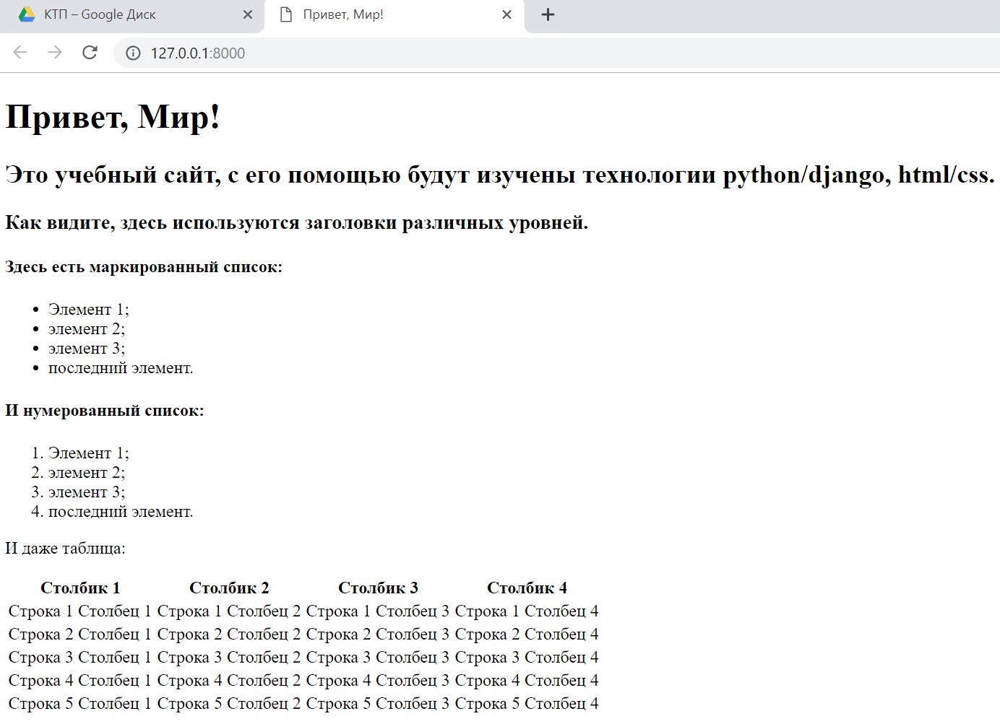 КТП – Google Диск
Привет, Мир!
127.0.0.1:8000
Привет, Мир!
Это учебный сайт, с его помощью будут изучены технологии python/django, html/css.
Как видите, здесь используются заголовки различных уровней.
Здесь есть маркированный список:
• Элемент 1;
• элемент 2;
• элемент 3;
• последний элемент.
И нумерованный список:
1. Элемент 1;
2. элемент 2;
3. элемент 3;
4. последний элемент.
И даже таблица:
Столбик 1 Столбик 2 Столбик 3 Столбик 4
Строка 1 Столбец 1 Строка 1 Столбец 2 Строка 1 Столбец 3 Строка 1 Столбец 4
Строка 2 Столбец 1 Строка 2 Столбец 2 Строка 2 Столбец 3 Строка 2 Столбец 4
Строка 3 Столбец 1 Строка 3 Столбец 2 Строка 3 Столбец 3 Строка 3 Столбец 4
Строка 4 Столбец 1 Строка 4 Столбец 2 Строка 4 Столбец 3 Строка 4 Столбец 4
Строка 5 Столбец 1 Строка 5 Столбец 2 Строка 5 Столбец 3 Строка 5 Столбец 4